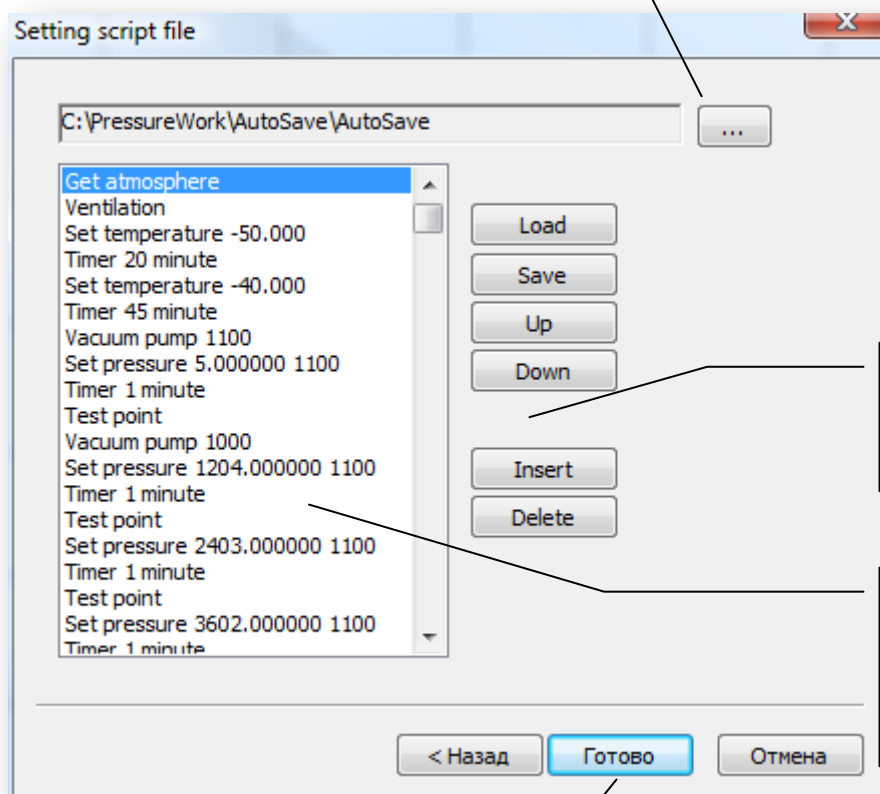 Setting script file
C:\PressureWork\AutoSave\AutoSave
...
Get atmosphere
Ventilation
Set temperature -50.000
Timer 20 minute
Set temperature -40.000
Timer 45 minute
Vacuum pump 1100
Set pressure 5.000000 1100
Timer 1 minute
Test point
Vacuum pump 1000
Set pressure 1204.000000 1100
Timer 1 minute
Test point
Set pressure 2403.000000 1100
Timer 1 minute
Test point
Set pressure 3602.000000 1100
Timer 1 minute
Load
Save
Up
Down
Insert
Delete
< Назад
Готово
Отмена